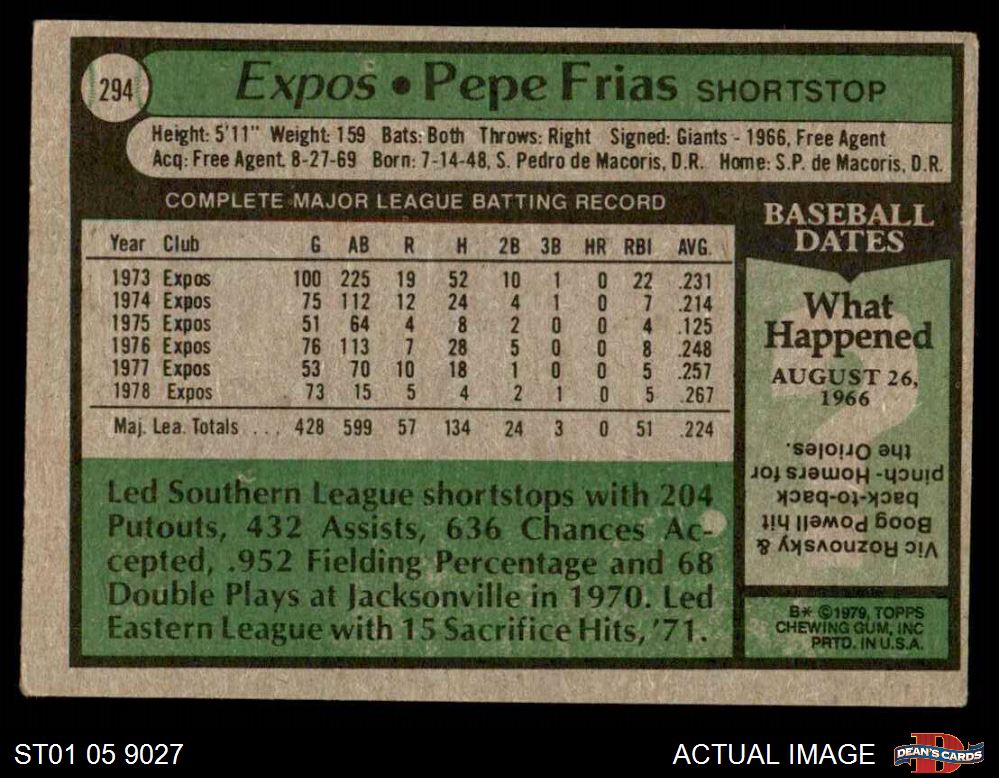 294
Expos • Pepe Frias SHORTSTOP
Height: 5'11" Weight: 159 Bats: Both Throws: Right Signed: Giants - 1966, Free Agent
Acq: Free Agent, 8-27-69 Born: 7-14-48, S. Pedro de Macoris, D.R. Home: S.P. de Macoris, D.R.
COMPLETE MAJOR LEAGUE BATTING RECORD
Year Club G AB R H 2B 3B HR RBI AVG.
1973 Expos 100 225 19 52 10 1 0 22 .231
1974 Expos 75 112 12 24 4 1 0 7 .214
1975 Expos 51 64 4 8 2 0 0 4 .125
1976 Expos 76 113 7 28 5 0 0 8 .248
1977 Expos 53 70 10 18 1 0 0 5 .257
1978 Expos 73 15 5 4 2 1 0 5 .267
Maj. Lea. Totals .... 428 599 57 134 24 3 0 51 .224
Led Southern League shortstops with 204
Putouts, 432 Assists, 636 Chances Ac-
cepted, .952 Fielding Percentage and 68
Double Plays at Jacksonville in 1970. Led
Eastern League with 15 Sacrifice Hits, '71.
BASEBALL
DATES
What
Happened
?
AUGUST 26,
1966
Vic Roznovsky &
Boog Powell hit
back-to-back
pinch-Homers for
the Orioles.
B* ©1979, TOPPS
CHEWING GUM, INC
PRTD. IN U.S.A.
ST01 05 9027
ACTUAL IMAGE
D
DEAN'S CARDS